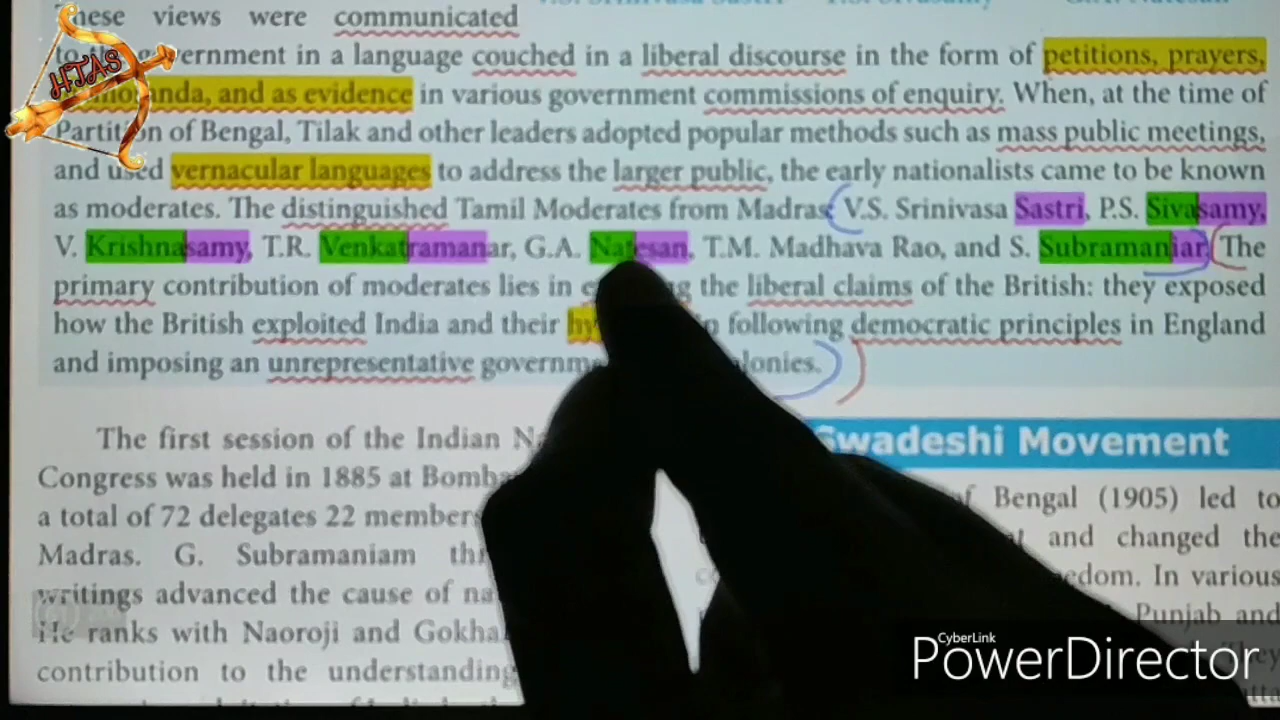 These views were communicated
to the government in a language couched in a liberal discourse in the form of petitions, prayers,
and as evidence in various government commissions of enquiry. When, at the time of
Partition of Bengal, Tilak and other leaders adopted popular methods such as mass public meetings,
and used vernacular languages to address the larger public, the early nationalists came to be known
as moderates. The distinguished Tamil Moderates from Madras V.S. Srinivasa Sastri, P.S. Sivasamy,
V. Krishnasamy, T.R. Venkatramanar, G.A. Natesan, T.M. Madhava Rao, and S. Subramaniar. The
primary contribution of moderates lies in the liberal claims of the British: they exposed
how the British exploited India and their following democratic principles in England
and imposing an unrepresentative
The first session of the Indian
Swadeshi Movement
Congress was held in 1885 at
Bengal (1905) led to
a total of 72 delegates 22
and changed the
Madras. G. Subramaniam
In various
writings advanced the cause of
Punjab and
He ranks with Naoroji and
contribution to the understanding
HTAS
CyberLink
PowerDirector